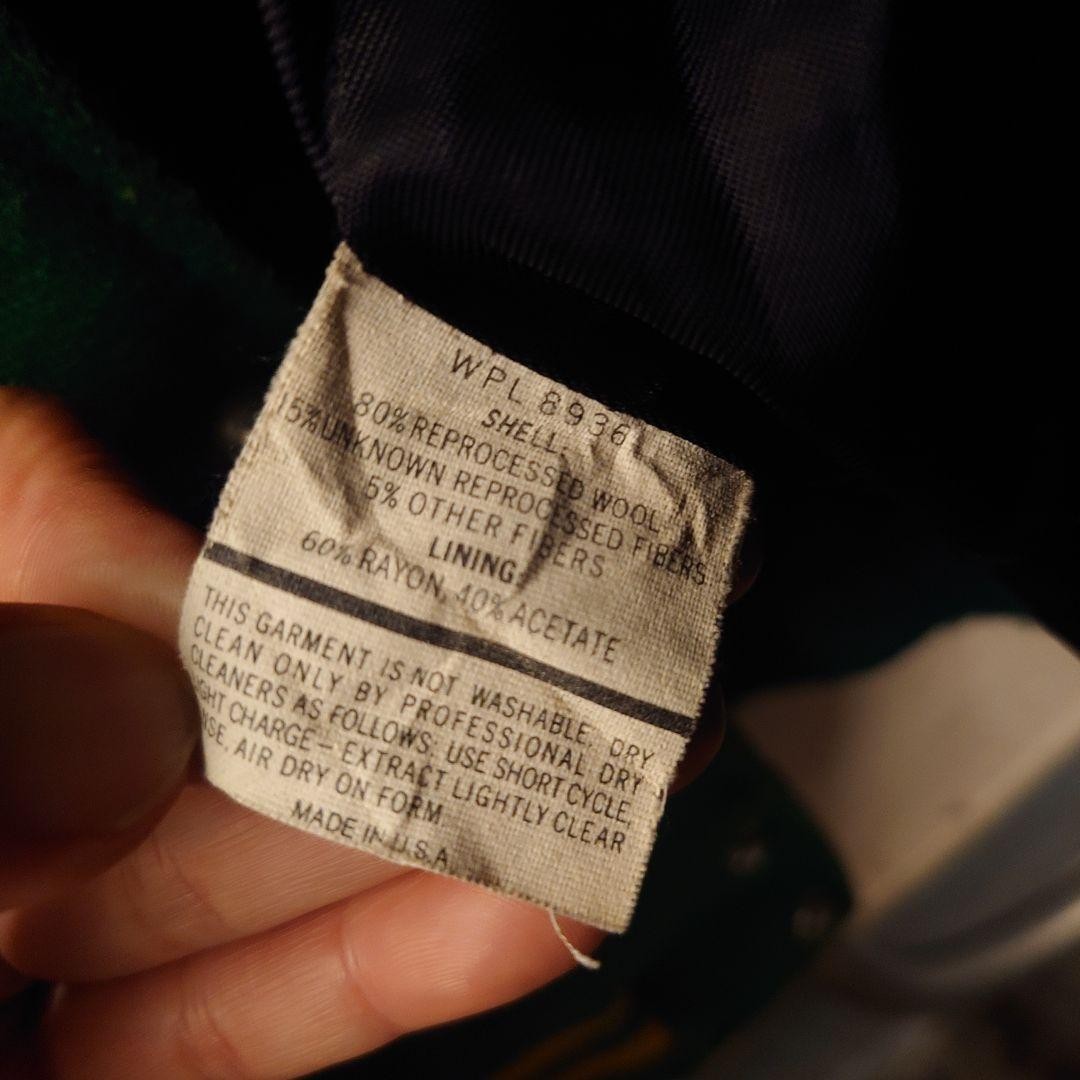 WPL 8936
SHELL:
80% REPROCESSED WOOL
15% UNKNOWN REPROCESSED FIBERS
5% OTHER FIBERS
LINING:
60% RAYON, 40% ACETATE
THIS GARMENT IS NOT WASHABLE. DRY
CLEAN ONLY BY PROFESSIONAL DRY
CLEANERS AS FOLLOWS: USE SHORT CYCLE,
CHARGE – EXTRACT LIGHTLY CLEAR
AIR DRY ON FORM
MADE IN U.S.A.